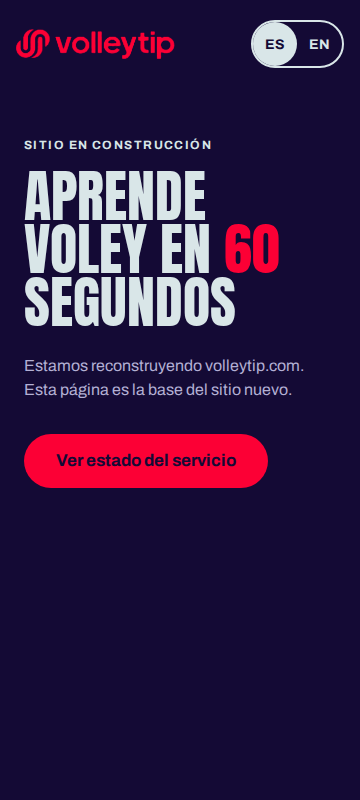 volleytip
ES EN
SITIO EN CONSTRUCCIÓN
APRENDE
VOLEY EN 60
SEGUNDOS
Estamos reconstruyendo volleytip.com.
Esta página es la base del sitio nuevo.
Ver estado del servicio